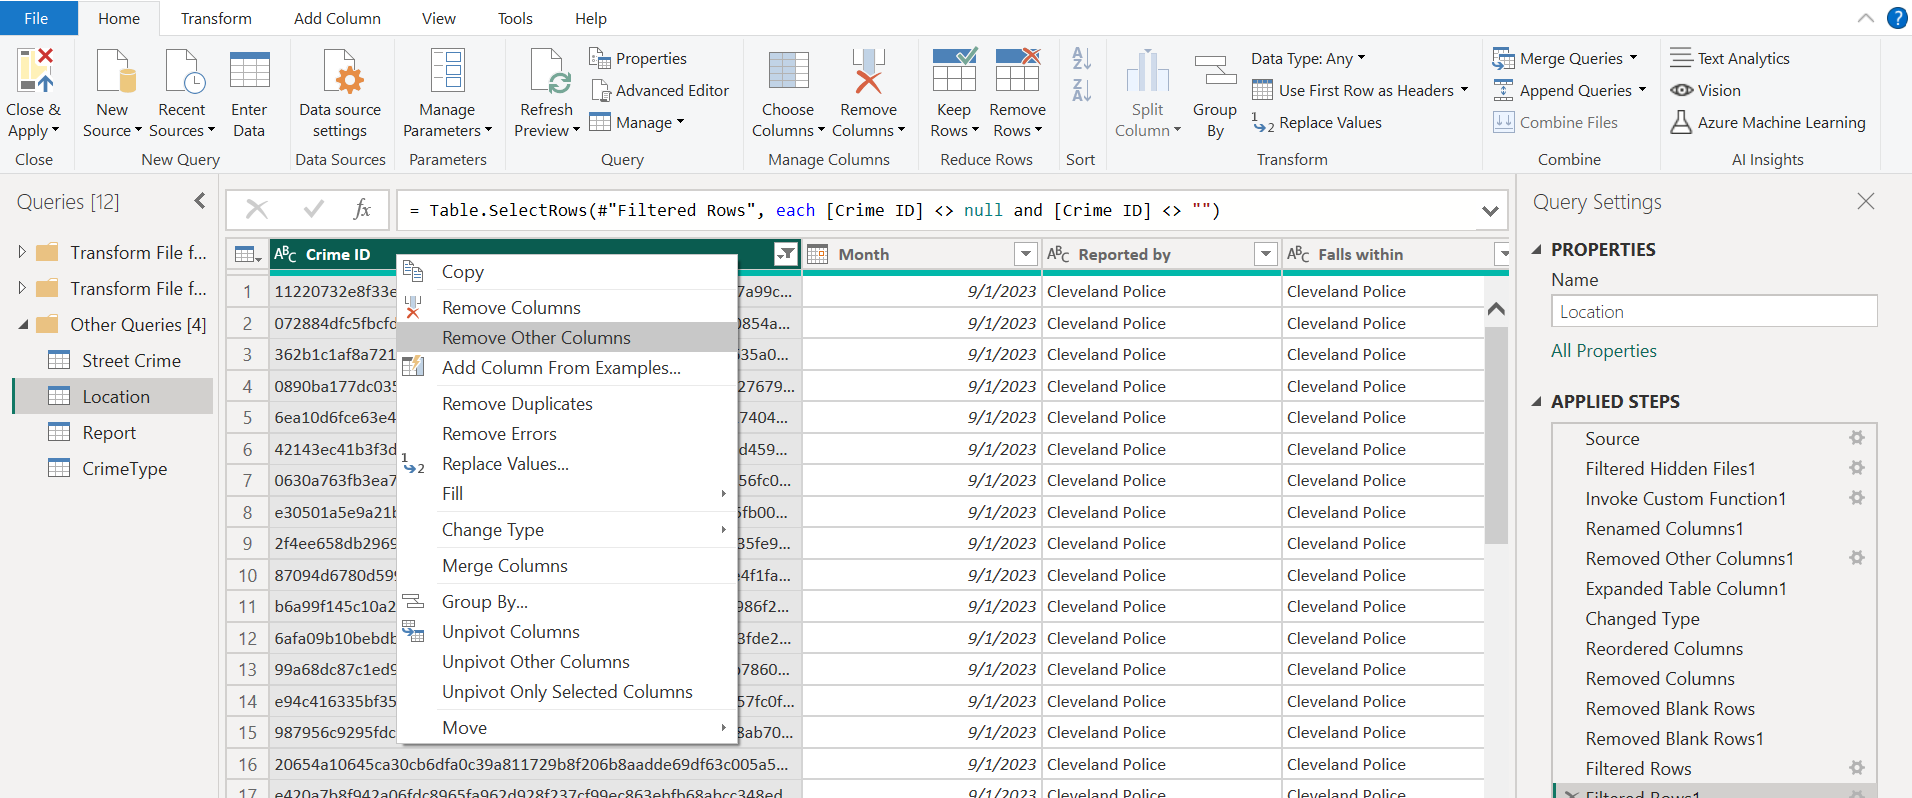 File Home Transform Add Column View Tools Help
Close & Apply
New Source
Recent Sources
Enter Data
Data source settings
Manage Parameters
Refresh Preview
Properties
Advanced Editor
Manage
Choose Columns
Remove Columns
Keep Rows
Remove Rows
Split Column
Group By
Data Type: Any
Use First Row as Headers
Replace Values
Merge Queries
Append Queries
Combine Files
Text Analytics
Vision
Azure Machine Learning
Close New Query Data Sources Parameters Query Manage Columns Reduce Rows Sort Transform Combine AI Insights
Queries [12]
Transform File f...
Transform File f...
Other Queries [4]
Street Crime
Location
Report
CrimeType
fx
= Table.SelectRows(#"Filtered Rows", each [Crime ID] <> null and [Crime ID] <> "")
ABC Crime ID Month ABC Reported by ABC Falls within
1 11220732e8f33e 7a99c... 9/1/2023 Cleveland Police Cleveland Police
2 072884dfc5fbcfd 0854a... 9/1/2023 Cleveland Police Cleveland Police
3 362b1c1af8a721 635a0... 9/1/2023 Cleveland Police Cleveland Police
4 0890ba177dc035 27679... 9/1/2023 Cleveland Police Cleveland Police
5 6ea10d6fce63e4 7404... 9/1/2023 Cleveland Police Cleveland Police
6 42143ec41b3f3d d459... 9/1/2023 Cleveland Police Cleveland Police
7 0630a763fb3ea7 56fc0... 9/1/2023 Cleveland Police Cleveland Police
8 e30501a5e9a21b 5fb00... 9/1/2023 Cleveland Police Cleveland Police
9 2f4ee658db2969 35fe9... 9/1/2023 Cleveland Police Cleveland Police
10 87094d6780d599 e4f1fa... 9/1/2023 Cleveland Police Cleveland Police
11 b6a99f145c10a2 986f2... 9/1/2023 Cleveland Police Cleveland Police
12 6afa09b10bebdb 3fde2... 9/1/2023 Cleveland Police Cleveland Police
13 99a68dc87c1ed9 b7860... 9/1/2023 Cleveland Police Cleveland Police
14 e94c416335bf35 57fc0f... 9/1/2023 Cleveland Police Cleveland Police
15 987956c9295fdc 8ab70... 9/1/2023 Cleveland Police Cleveland Police
16 20654a10645ca30cb6dfa0c39a811729b8f206b8aadde69df63c005a5... 9/1/2023 Cleveland Police Cleveland Police
17 9/1/2023 Cleveland Police Cleveland Police
Copy
Remove Columns
Remove Other Columns
Add Column From Examples...
Remove Duplicates
Remove Errors
Replace Values...
Fill
Change Type
Merge Columns
Group By...
Unpivot Columns
Unpivot Other Columns
Unpivot Only Selected Columns
Move
Query Settings
PROPERTIES
Name
Location
All Properties
APPLIED STEPS
Source
Filtered Hidden Files1
Invoke Custom Function1
Renamed Columns1
Removed Other Columns1
Expanded Table Column1
Changed Type
Reordered Columns
Removed Columns
Removed Blank Rows
Removed Blank Rows1
Filtered Rows
Filtered Rows1